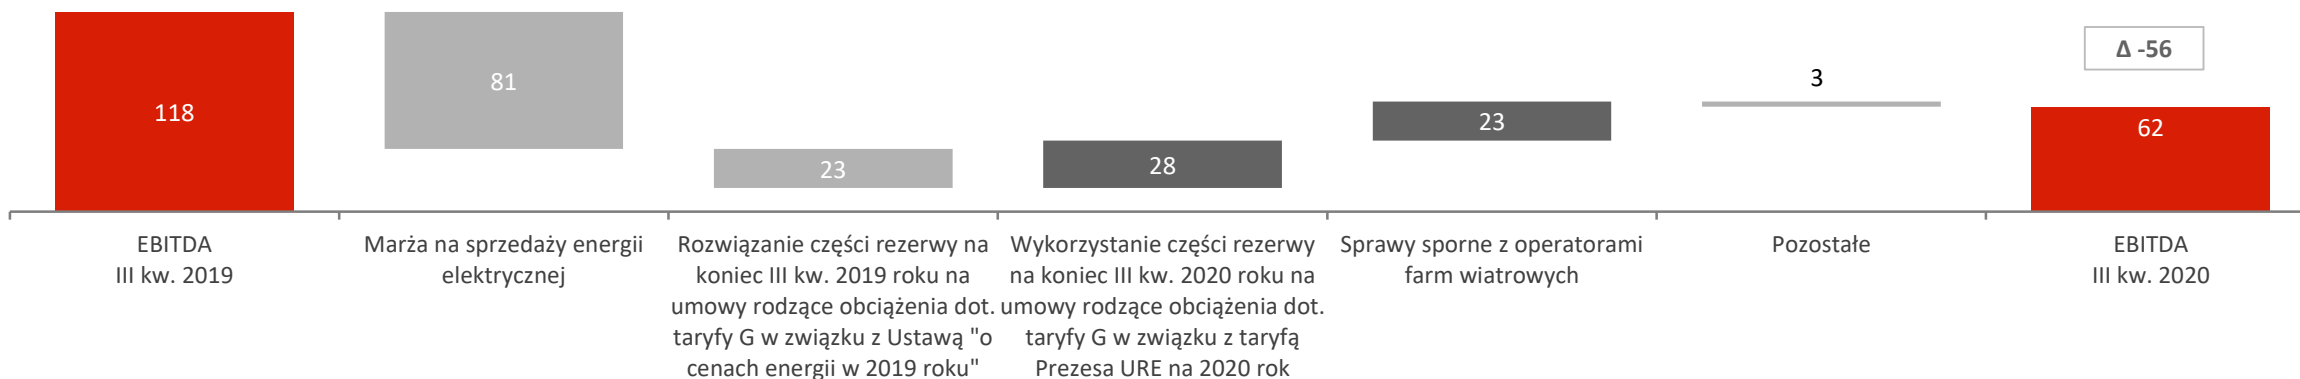 118
81
23
28
23
3
Δ -56
62
EBITDA
III kw. 2019
Marża na sprzedaży energii
elektrycznej
Rozwiązanie części rezerwy na
koniec III kw. 2019 roku na
umowy rodzące obciążenia dot.
taryfy G w związku z Ustawą "o
cenach energii w 2019 roku"
Wykorzystanie części rezerwy
na koniec III kw. 2020 roku na
umowy rodzące obciążenia dot.
taryfy G w związku z taryfą
Prezesa URE na 2020 rok
Sprawy sporne z operatorami
farm wiatrowych
Pozostałe
EBITDA
III kw. 2020